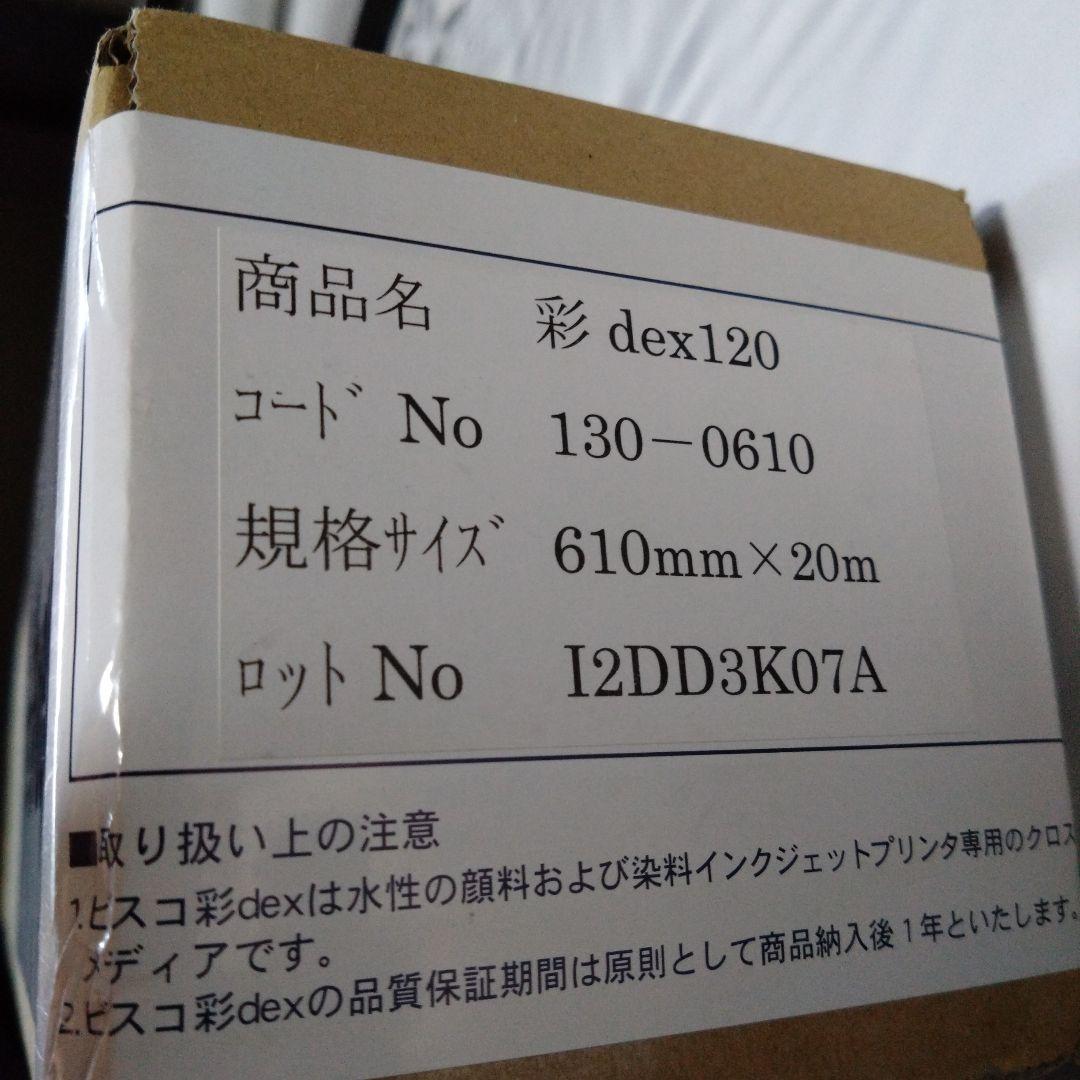 商品名 彩 dex120
コード No 130-0610
規格サイズ 610mm×20m
ロット No I2DD3K07A
■取り扱い上の注意
1.ビスコ彩dexは水性の顔料および染料インクジェットプリンタ専用のクロス
メディアです。
2.ビスコ彩dexの品質保証期間は原則として商品納入後1年といたします。